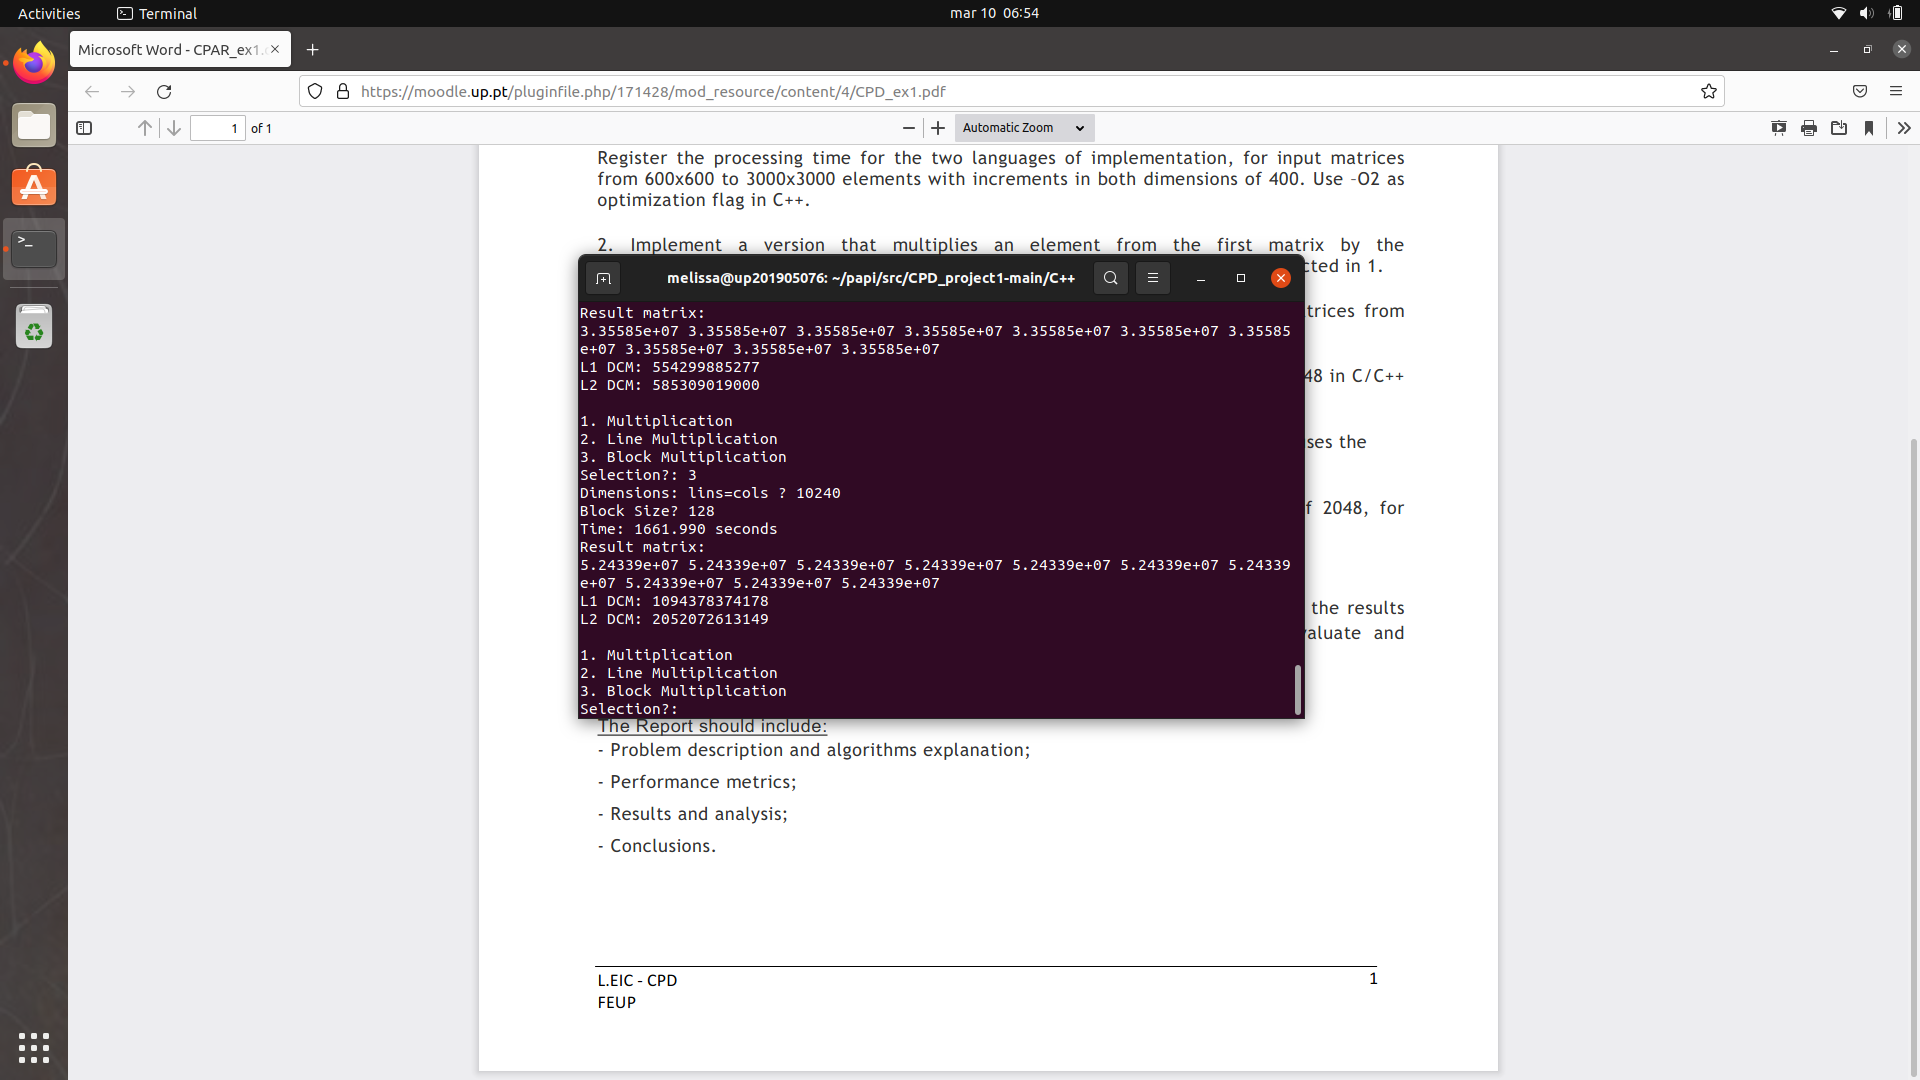 Activities
Terminal
mar 10 06:54
Microsoft Word - CPAR_ex1.
https://moodle.up.pt/pluginfile.php/171428/mod_resource/content/4/CPD_ex1.pdf
1 of 1
Automatic Zoom
Register the processing time for the two languages of implementation, for input matrices
from 600x600 to 3000x3000 elements with increments in both dimensions of 400. Use -O2 as
optimization flag in C++.
2. Implement a version that multiplies an element from the first matrix by the
cted in 1.
trices from
48 in C/C++
ses the
f 2048, for
the results
valuate and
melissa@up201905076: ~/papi/src/CPD_project1-main/C++
Result matrix:
3.35585e+07 3.35585e+07 3.35585e+07 3.35585e+07 3.35585e+07 3.35585e+07 3.35585
e+07 3.35585e+07 3.35585e+07 3.35585e+07
L1 DCM: 554299885277
L2 DCM: 585309019000
1. Multiplication
2. Line Multiplication
3. Block Multiplication
Selection?: 3
Dimensions: lins=cols ? 10240
Block Size? 128
Time: 1661.990 seconds
Result matrix:
5.24339e+07 5.24339e+07 5.24339e+07 5.24339e+07 5.24339e+07 5.24339e+07 5.24339
e+07 5.24339e+07 5.24339e+07 5.24339e+07
L1 DCM: 1094378374178
L2 DCM: 2052072613149
1. Multiplication
2. Line Multiplication
3. Block Multiplication
Selection?:
The Report should include:
- Problem description and algorithms explanation;
- Performance metrics;
- Results and analysis;
- Conclusions.
L.EIC - CPD
1
FEUP